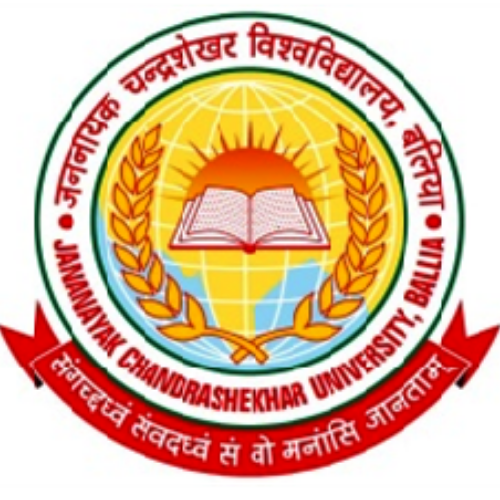 जननायक चन्द्रशेखर विश्वविद्यालय, बलिया
JANANAYAK CHANDRASHEKHAR UNIVERSITY, BALLIA
संगच्छध्वं संवदध्वं सं वो मनांसि जानताम्